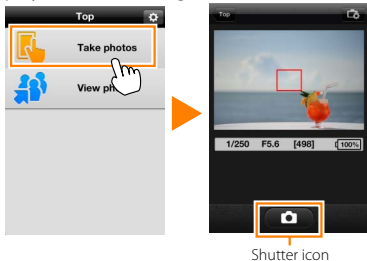 Top
Take photos
View ph
Top
1/250 F5.6 [498] 100%
Shutter icon